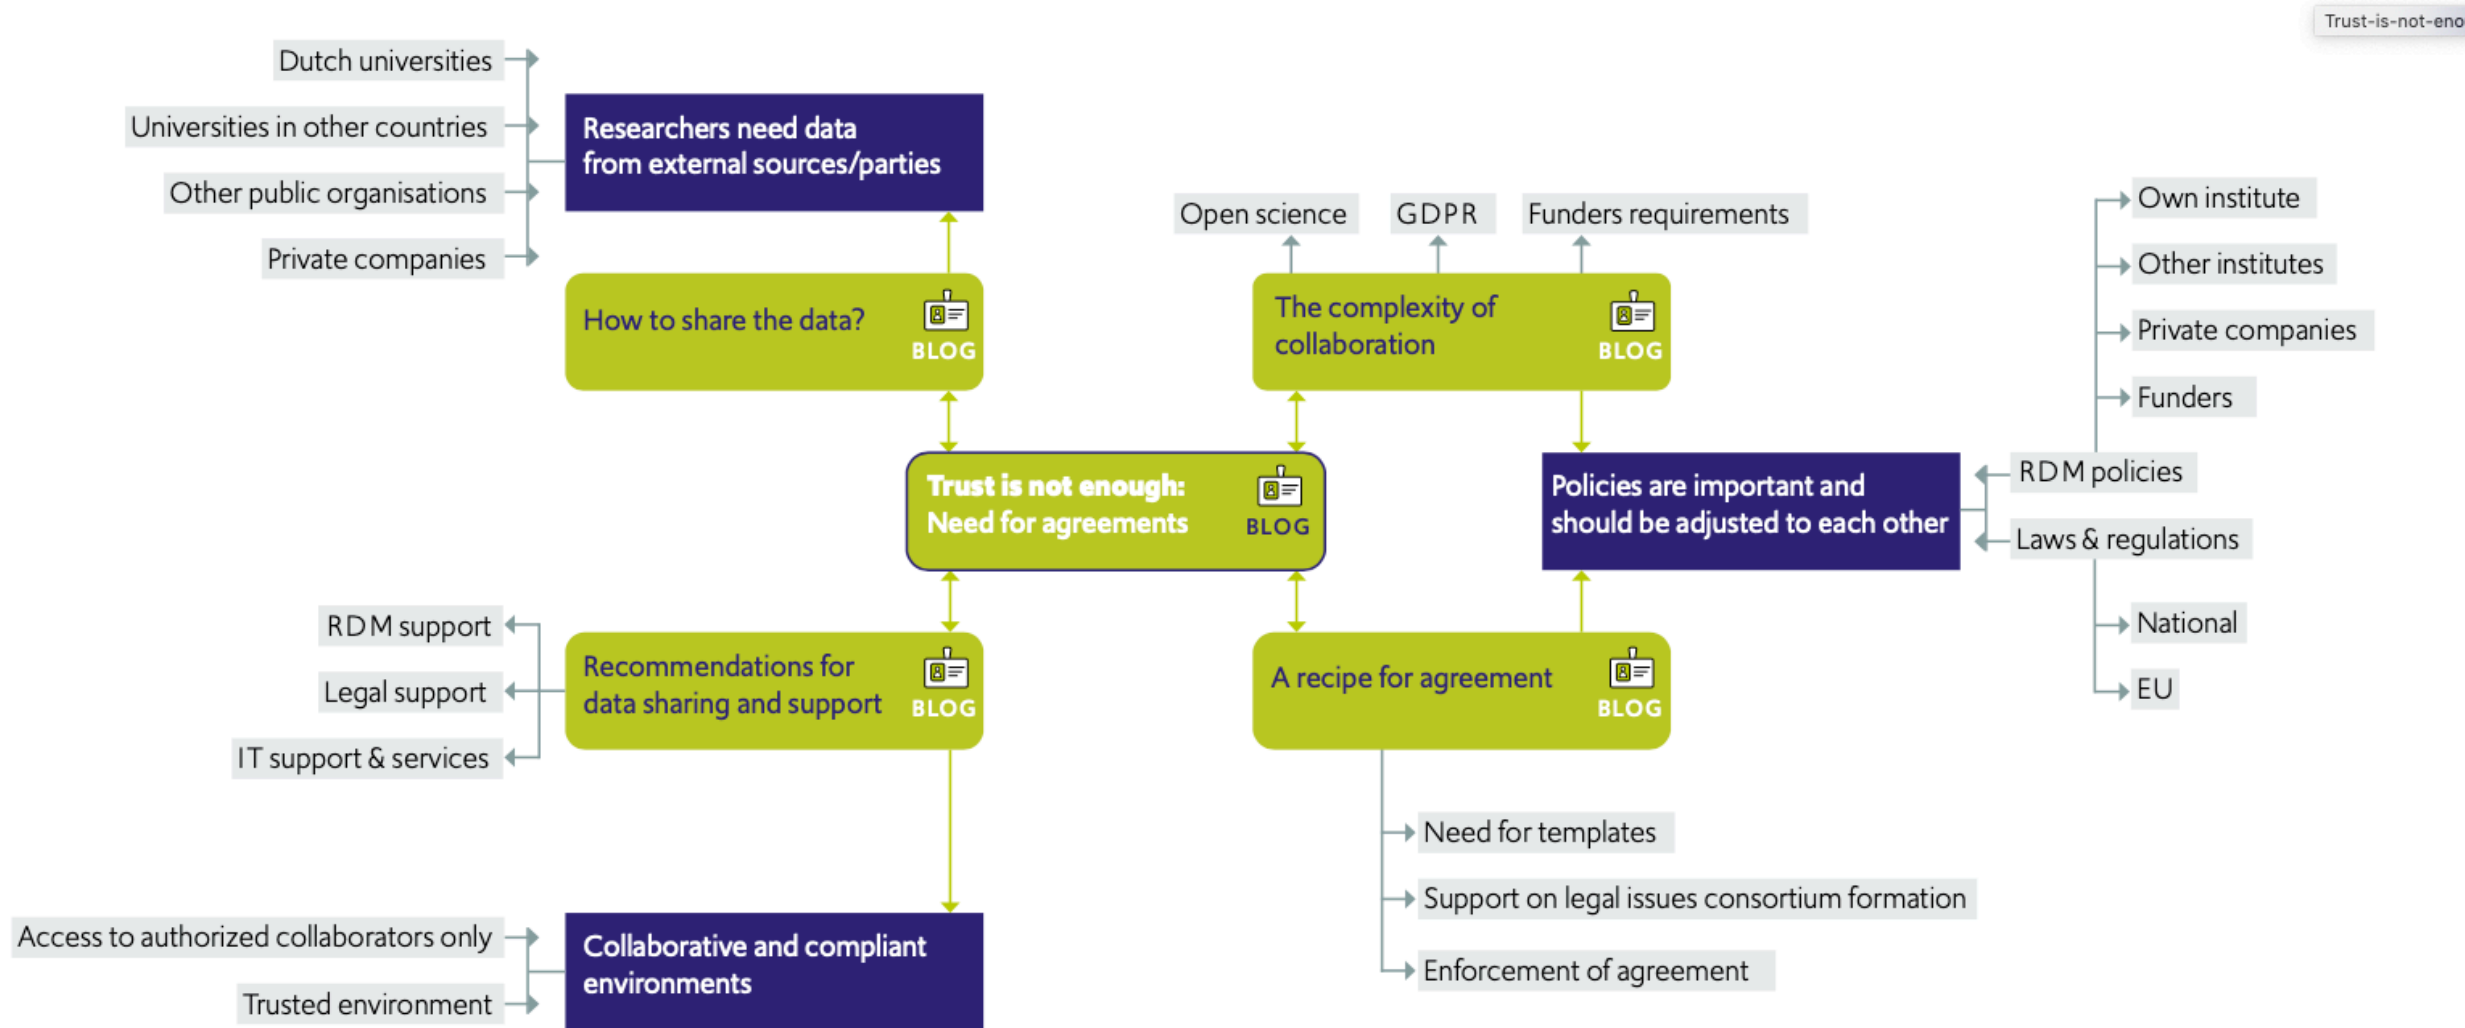 Trust-is-not-eno
Dutch universities
Universities in other countries
Other public organisations
Private companies
Researchers need data
from external sources/parties
How to share the data?
BLOG
Open science
GDPR
Funders requirements
The complexity of
collaboration
BLOG
Own institute
Other institutes
Private companies
Funders
RDM policies
Laws & regulations
National
EU
Trust is not enough:
Need for agreements
BLOG
Policies are important and
should be adjusted to each other
RDM support
Legal support
IT support & services
Recommendations for
data sharing and support
BLOG
A recipe for agreement
BLOG
Need for templates
Support on legal issues consortium formation
Enforcement of agreement
Access to authorized collaborators only
Trusted environment
Collaborative and compliant
environments